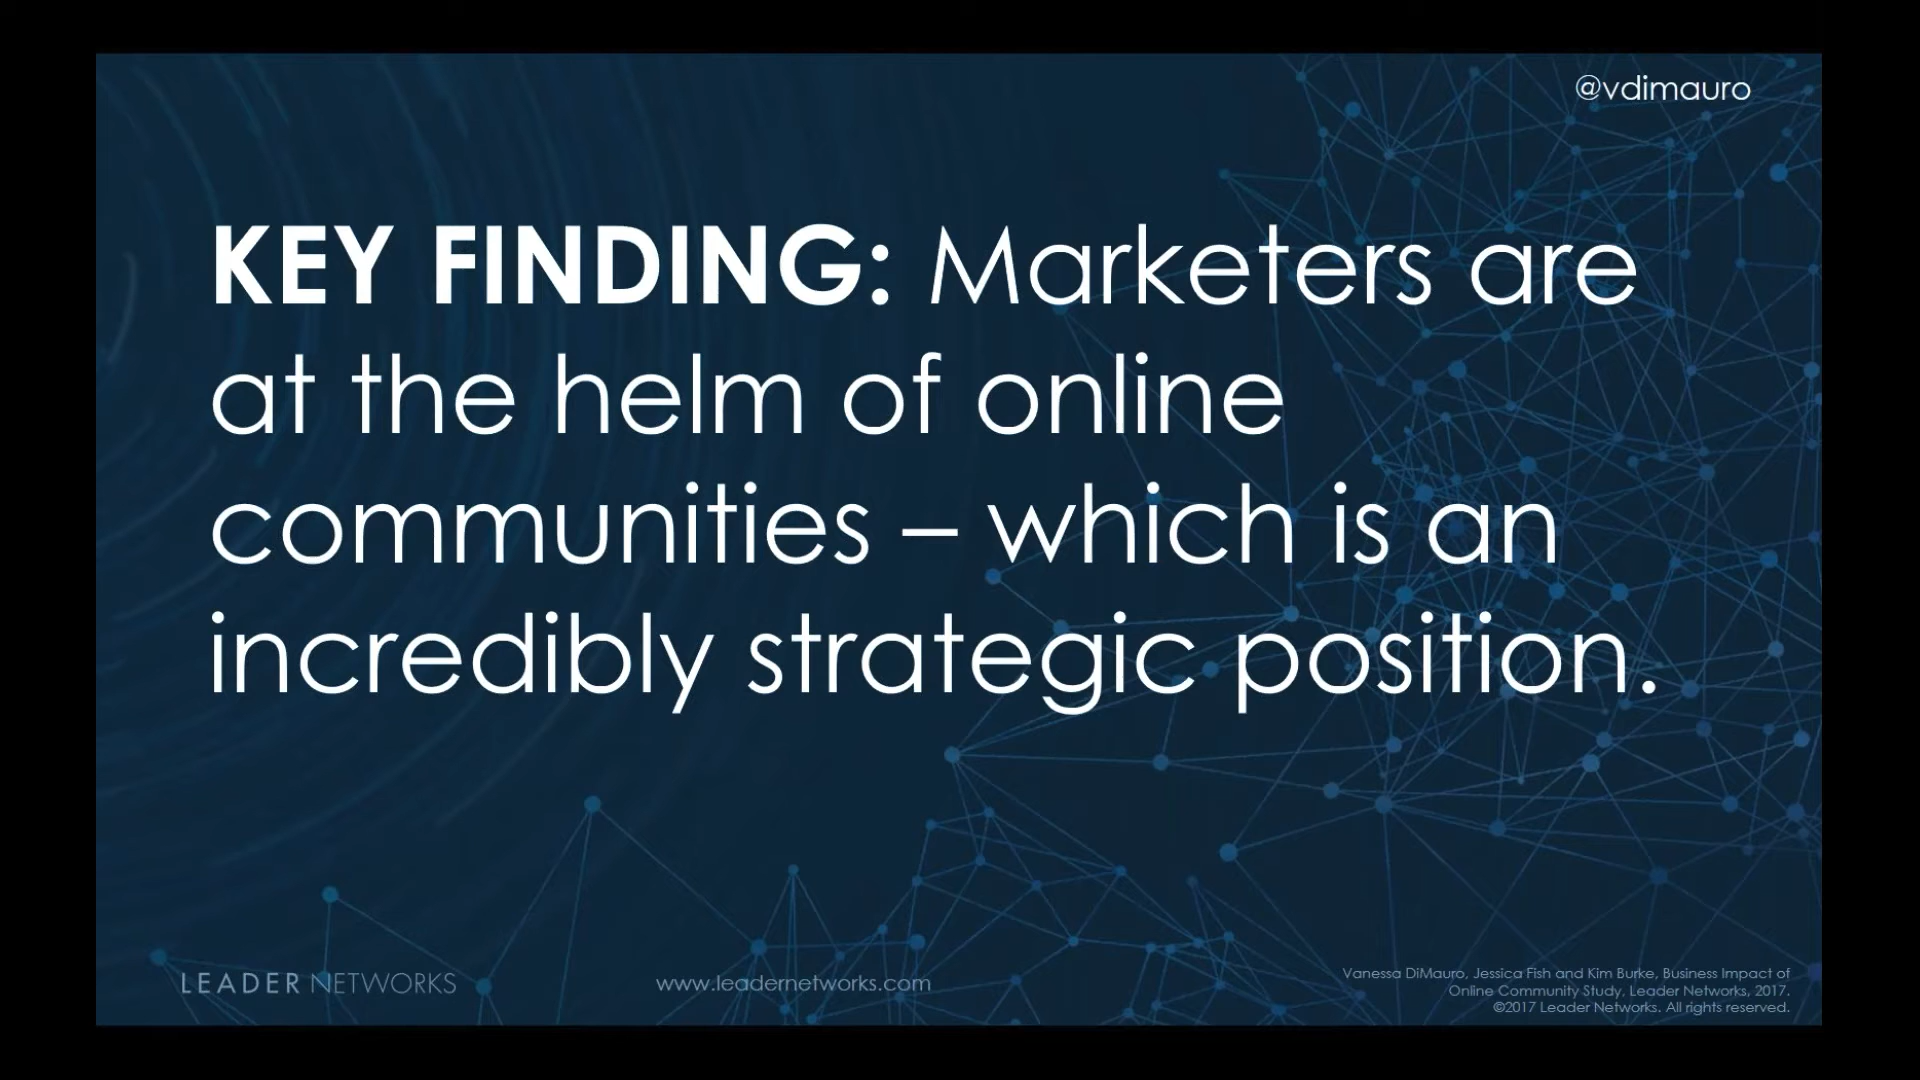 @vdimauro
KEY FINDING: Marketers are
at the helm of online
communities – which is an
incredibly strategic position.
LEADER NETWORKS
www.leadernetworks.com
Vanessa DiMauro, Jessica Fish and Kim Burke, Business Impact of
Online Community Study, Leader Networks, 2017.
©2017 Leader Networks. All rights reserved.